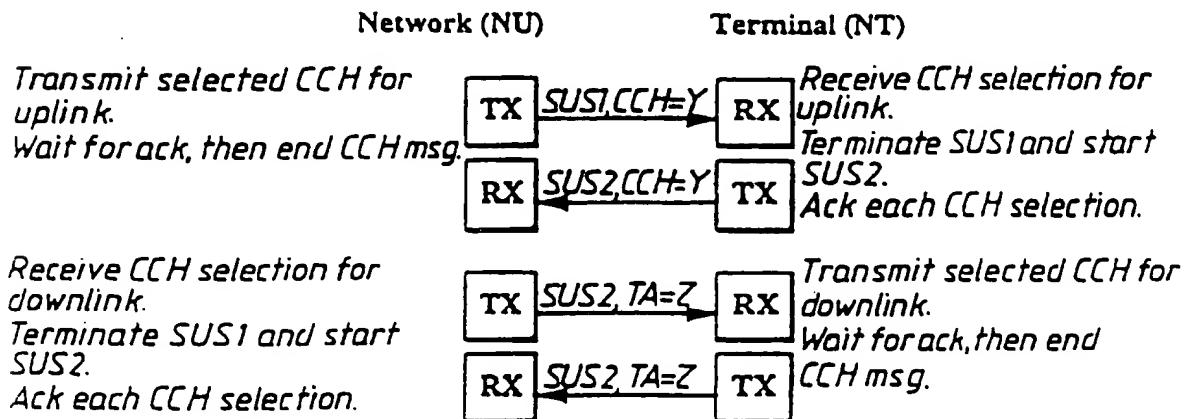 Network (NU)
Terminal (NT)
Transmit selected CCH for
uplink.
Wait for ack, then end CCH msg.
TX
SUS1,CCH=Y
RX
Receive CCH selection for
uplink.
Terminate SUS1 and start
SUS2.
Ack each CCH selection.
RX
SUS2,CCH=Y
TX
Receive CCH selection for
downlink.
Terminate SUS1 and start
SUS2.
Ack each CCH selection.
TX
SUS2, TA=Z
RX
Transmit selected CCH for
downlink.
Wait for ack, then end
CCH msg.
RX
SUS2, TA=Z
TX